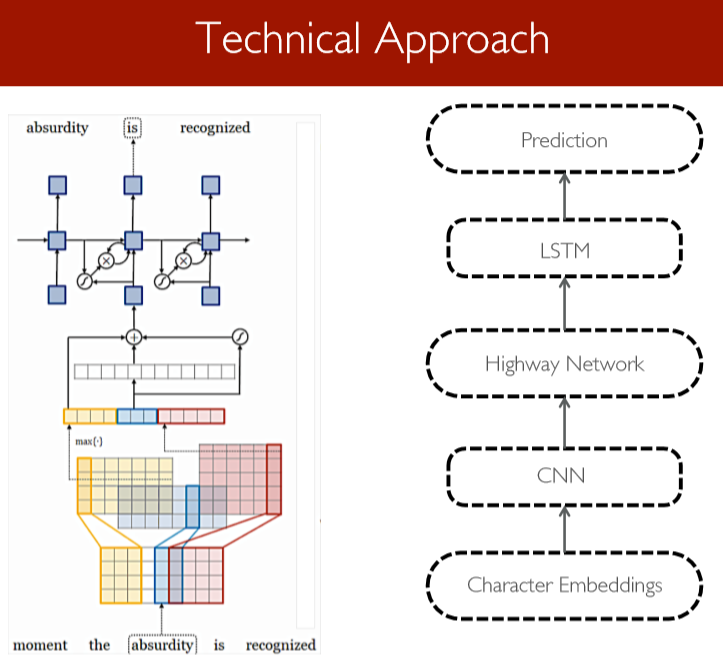 Technical Approach
absurdity is recognized
max(·)
moment the absurdity is recognized
Prediction
LSTM
Highway Network
CNN
Character Embeddings